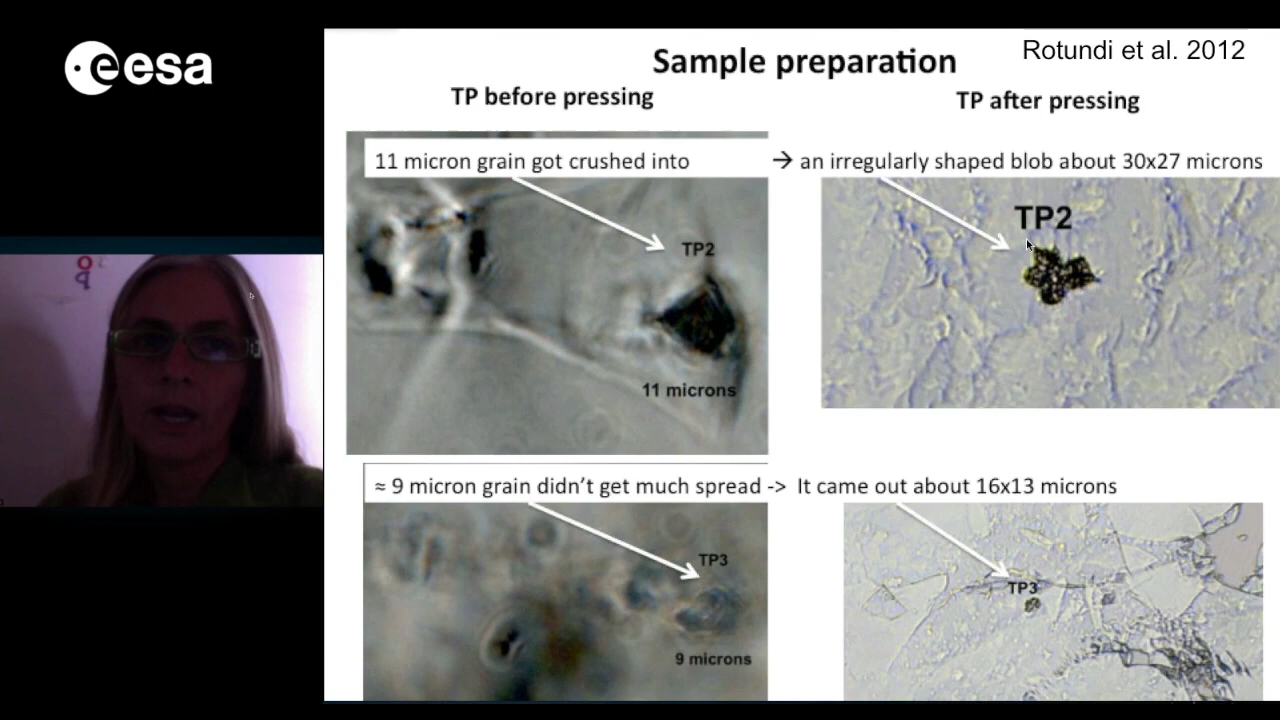 esa
Sample preparation
Rotundi et al. 2012
TP before pressing
TP after pressing
11 micron grain got crushed into
→ an irregularly shaped blob about 30x27 microns
TP2
TP2
11 microns
≈ 9 micron grain didn’t get much spread -> It came out about 16x13 microns
TP3
TP3
9 microns